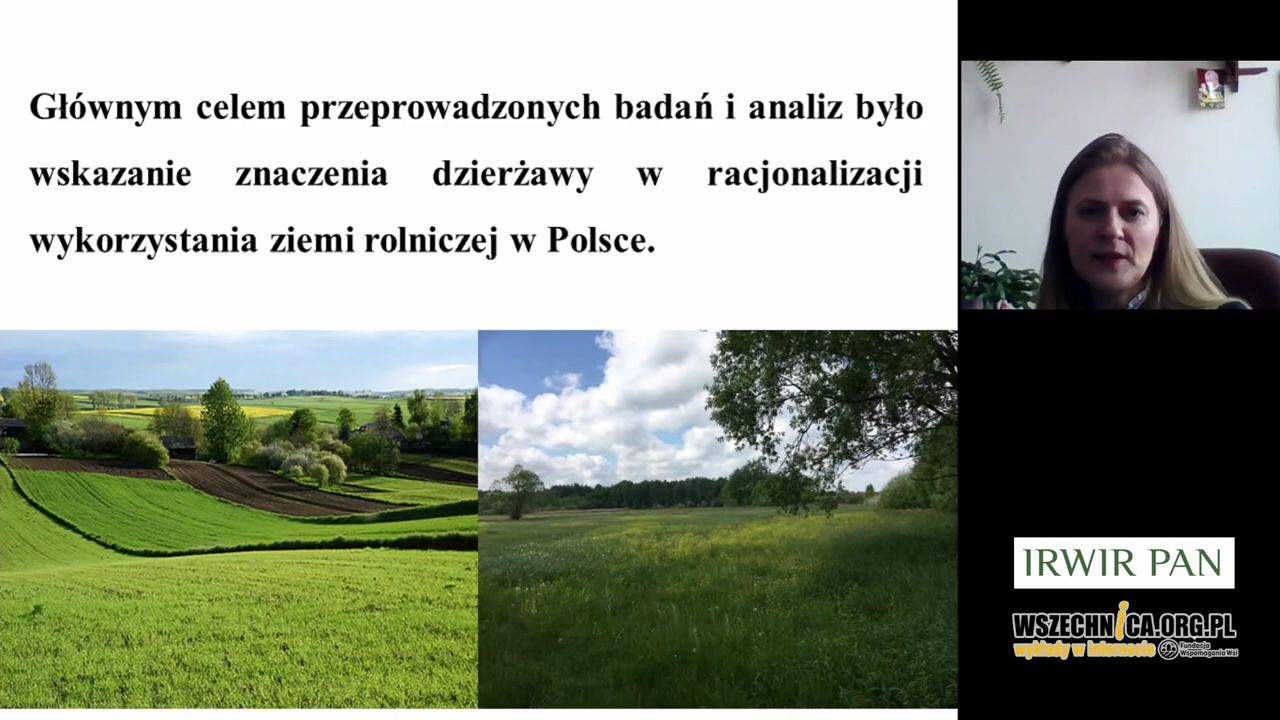 Głównym celem przeprowadzonych badań i analiz było
wskazanie znaczenia dzierżawy w racjonalizacji
wykorzystania ziemi rolniczej w Polsce.
IRWIR PAN
WSZECHNiCA.ORG.PL
wykłady w internecie
Fundacja
Wspomagania Wsi